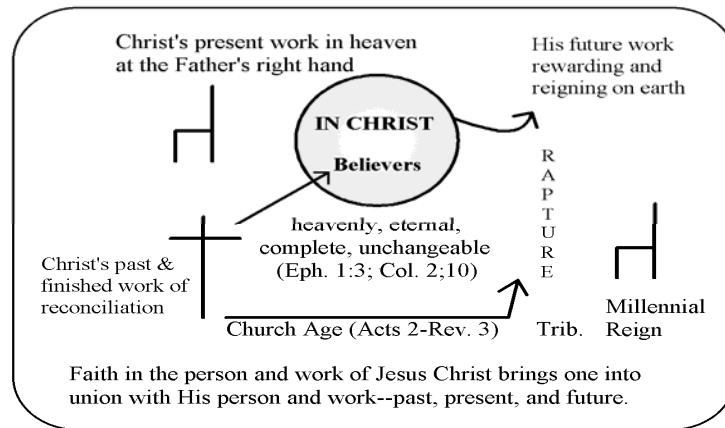 Christ's present work in heaven
at the Father's right hand
His future work
rewarding and
reigning on earth
IN CHRIST
Believers
RAPTURE
heavenly, eternal,
complete, unchangeable
(Eph. 1:3; Col. 2;10)
Christ's past &
finished work of
reconciliation
Church Age (Acts 2-Rev. 3)
Trib.
Millennial
Reign
Faith in the person and work of Jesus Christ brings one into
union with His person and work--past, present, and future.